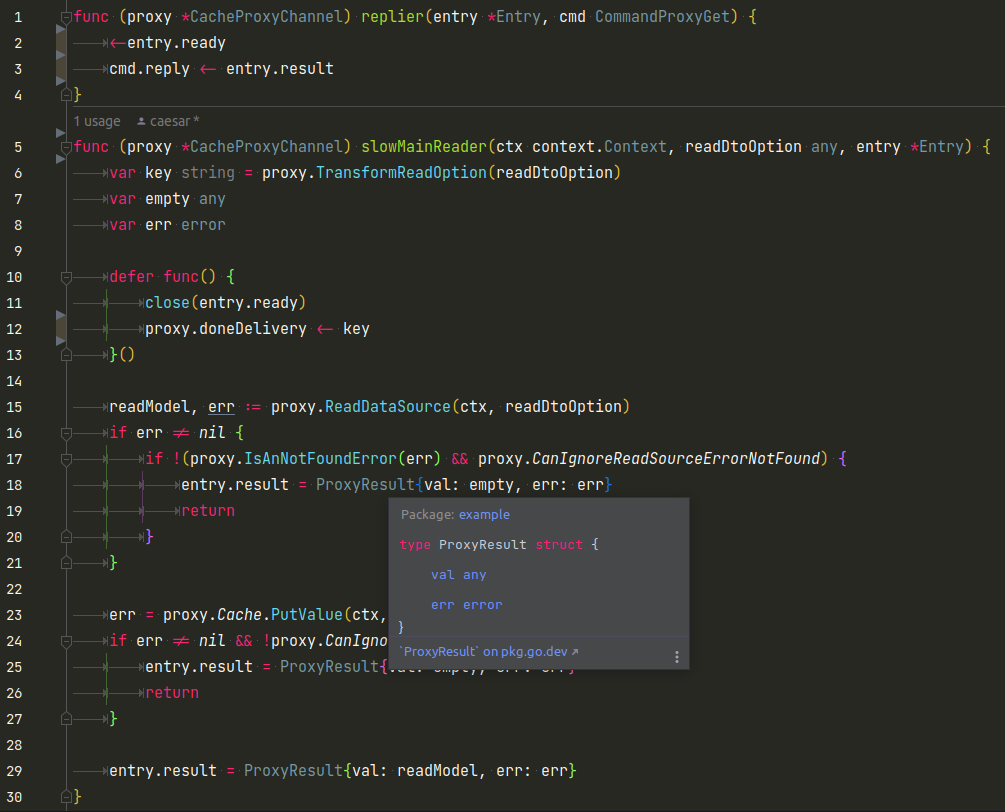 1 func (proxy *CacheProxyChannel) replier(entry *Entry, cmd CommandProxyGet) {
2 <-entry.ready
3 cmd.reply <- entry.result
4 }
1 usage caesar *
5 func (proxy *CacheProxyChannel) slowMainReader(ctx context.Context, readDtoOption any, entry *Entry) {
6 var key string = proxy.TransformReadOption(readDtoOption)
7 var empty any
8 var err error
9
10 defer func() {
11 close(entry.ready)
12 proxy.doneDelivery <- key
13 }()
14
15 readModel, err := proxy.ReadDataSource(ctx, readDtoOption)
16 if err != nil {
17 if !(proxy.IsAnNotFoundError(err) && proxy.CanIgnoreReadSourceErrorNotFound) {
18 entry.result = ProxyResult{val: empty, err: err}
19 return
20 }
21 }
22
23 err = proxy.Cache.PutValue(ctx,
24 if err != nil && !proxy.CanIgno
25 entry.result = ProxyResult{val: empty, err: err}
26 return
27 }
28
29 entry.result = ProxyResult{val: readModel, err: err}
30 }
Package: example
type ProxyResult struct {
val any
err error
}
`ProxyResult` on pkg.go.dev ↗